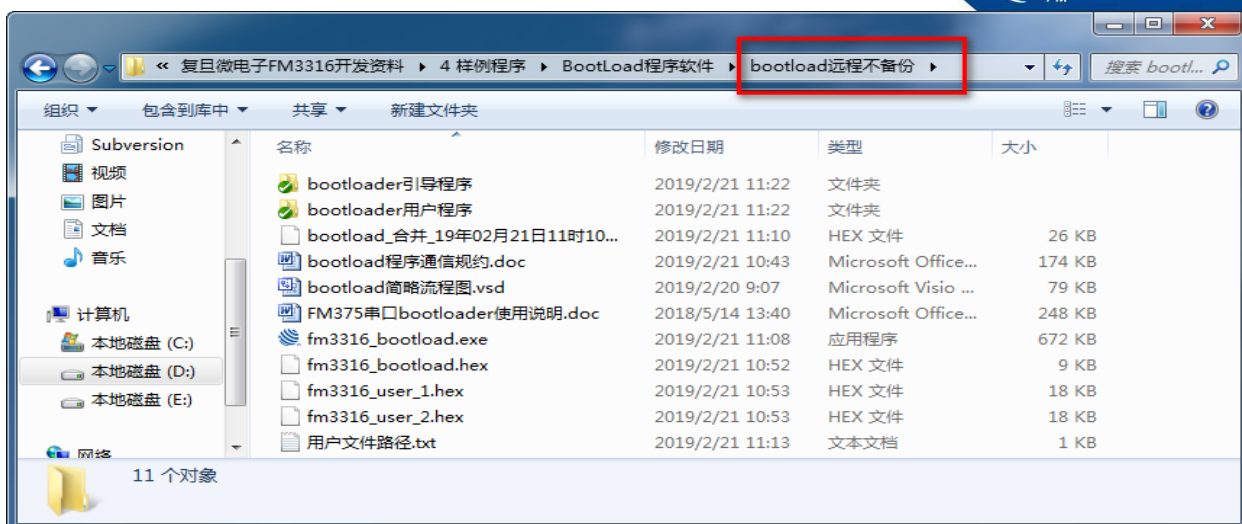 « 复旦微电子FM3316开发资料 ▸ 4 样例程序 ▸ BootLoad程序软件 ▸ bootload远程不备份 ▸ 搜索 bootl...
组织 包含到库中 共享 新建文件夹
Subversion
视频
图片
文档
音乐
计算机
本地磁盘 (C:)
本地磁盘 (D:)
本地磁盘 (E:)
网络
名称 修改日期 类型 大小
bootloader引导程序 2019/2/21 11:22 文件夹
bootloader用户程序 2019/2/21 11:22 文件夹
bootload_合并_19年02月21日11时10... 2019/2/21 11:10 HEX 文件 26 KB
bootload程序通信规约.doc 2019/2/21 10:43 Microsoft Office... 174 KB
bootload简略流程图.vsd 2019/2/20 9:07 Microsoft Visio ... 79 KB
FM375串口bootloader使用说明.doc 2018/5/14 13:40 Microsoft Office... 248 KB
fm3316_bootload.exe 2019/2/21 11:08 应用程序 672 KB
fm3316_bootload.hex 2019/2/21 10:52 HEX 文件 9 KB
fm3316_user_1.hex 2019/2/21 10:53 HEX 文件 18 KB
fm3316_user_2.hex 2019/2/21 10:53 HEX 文件 18 KB
用户文件路径.txt 2019/2/21 11:13 文本文档 1 KB
11 个对象